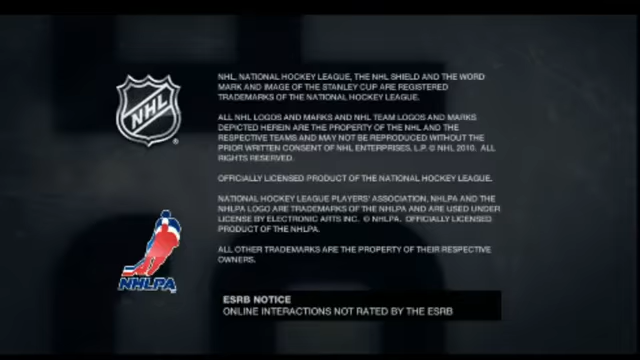 NHL
NHL, NATIONAL HOCKEY LEAGUE, THE NHL SHIELD AND THE WORD
MARK AND IMAGE OF THE STANLEY CUP ARE REGISTERED
TRADEMARKS OF THE NATIONAL HOCKEY LEAGUE.
ALL NHL LOGOS AND MARKS AND NHL TEAM LOGOS AND MARKS
DEPICTED HEREIN ARE THE PROPERTY OF THE NHL AND THE
RESPECTIVE TEAMS AND MAY NOT BE REPRODUCED WITHOUT THE
PRIOR WRITTEN CONSENT OF NHL ENTERPRISES, L.P. © NHL 2010. ALL
RIGHTS RESERVED.
OFFICIALLY LICENSED PRODUCT OF THE NATIONAL HOCKEY LEAGUE.
NATIONAL HOCKEY LEAGUE PLAYERS' ASSOCIATION, NHLPA AND THE
NHLPA LOGO ARE TRADEMARKS OF THE NHLPA AND ARE USED UNDER
LICENSE BY ELECTRONIC ARTS INC. © NHLPA. OFFICIALLY LICENSED
PRODUCT OF THE NHLPA.
NHLPA
ALL OTHER TRADEMARKS ARE THE PROPERTY OF THEIR RESPECTIVE
OWNERS.
ESRB NOTICE
ONLINE INTERACTIONS NOT RATED BY THE ESRB